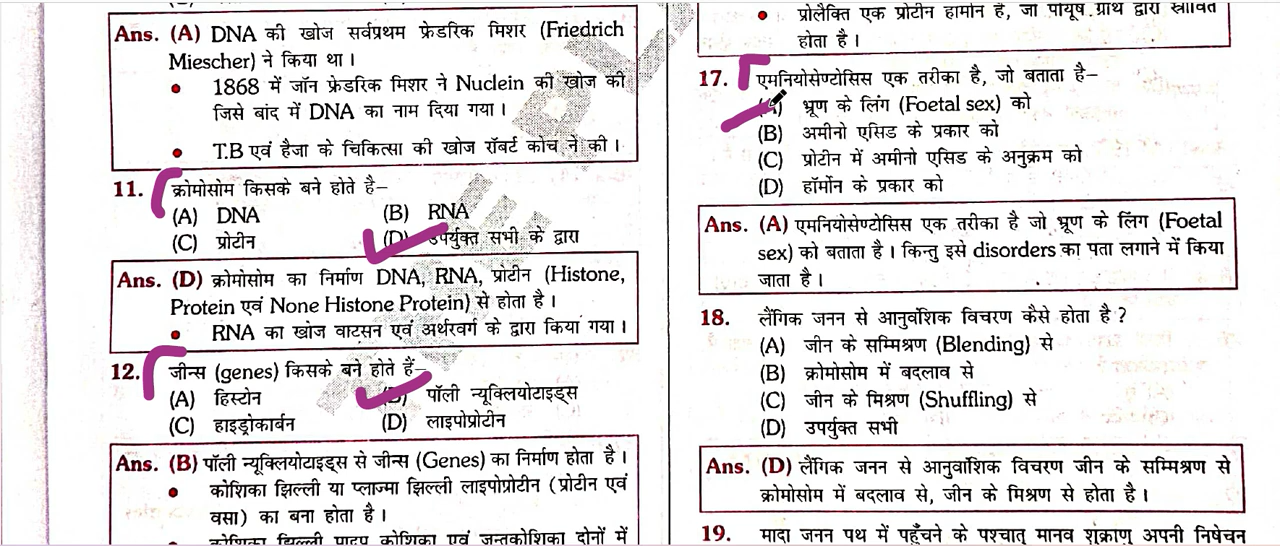 Ans. (A) DNA की खोज सर्वप्रथम फ्रेडरिक मिशर (Friedrich
Miescher) ने किया था।
• 1868 में जॉन फ्रेडरिक मिशर ने Nuclein की खोज की
जिसे बांद में DNA का नाम दिया गया।
• T.B एवं हैजा के चिकित्सा की खोज रॉबर्ट कोच ने की।
11. क्रोमोसोम किसके बने होते है–
(A) DNA (B) RNA
(C) प्रोटीन (D) उपर्युक्त सभी के द्वारा
Ans. (D) क्रोमोसोम का निर्माण DNA, RNA, प्रोटीन (Histone,
Protein एवं None Histone Protein) से होता है।
• RNA का खोज वाट्सन एवं अर्थरवर्ग के द्वारा किया गया।
12. जीन्स (genes) किसके बने होते हैं–
(A) हिस्टोन (B) पॉली न्यूक्लियोटाइड्स
(C) हाइड्रोकार्बन (D) लाइपोप्रोटीन
Ans. (B) पॉली न्यूक्लियोटाइड्स से जीन्स (Genes) का निर्माण होता है।
• कोशिका झिल्ली या प्लाज्मा झिल्ली लाइपोप्रोटीन (प्रोटीन एवं
वसा) का बना होता है।
कोशिका झिल्ली पादप कोशिका एवं जन्तुकोशिका दोनों में
• प्रोलैक्ति एक प्रोटीन हार्मोन है, जो पीयूष ग्रंथि द्वारा स्रावित
होता है।
17. एमनियोसेण्टोसिस एक तरीका है, जो बताता है–
(A) भ्रूण के लिंग (Foetal sex) को
(B) अमीनो एसिड के प्रकार को
(C) प्रोटीन में अमीनो एसिड के अनुक्रम को
(D) हॉर्मोन के प्रकार को
Ans. (A) एमनियोसेण्टोसिस एक तरीका है जो भ्रूण के लिंग (Foetal
sex) को बताता है। किन्तु इसे disorders का पता लगाने में किया
जाता है।
18. लैंगिक जनन से आनुवंशिक विचरण कैसे होता है?
(A) जीन के सम्मिश्रण (Blending) से
(B) क्रोमोसोम में बदलाव से
(C) जीन के मिश्रण (Shuffling) से
(D) उपर्युक्त सभी
Ans. (D) लैंगिक जनन से आनुवांशिक विचरण जीन के सम्मिश्रण से
क्रोमोसोम में बदलाव से, जीन के मिश्रण से होता है।
19. मादा जनन पथ में पहुँचने के पश्चात् मानव शुक्राणु अपनी निषेचन